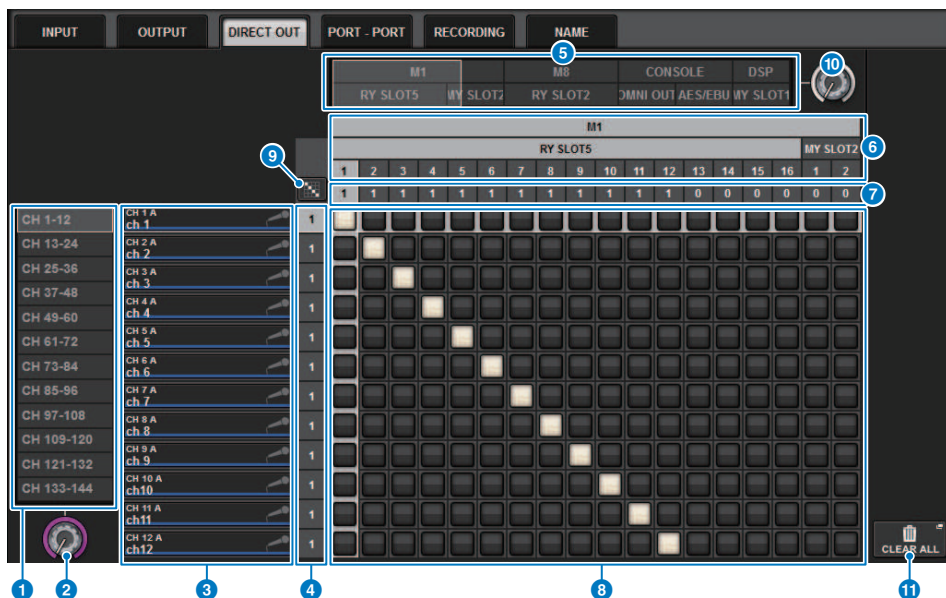 INPUT OUTPUT DIRECT OUT PORT - PORT RECORDING NAME
5
M1 M8 CONSOLE DSP
RY SLOT5 MY SLOT2 RY SLOT2 OMNI OUT AES/EBU MY SLOT1
10
M1
RY SLOT5 MY SLOT2
6
1 2 3 4 5 6 7 8 9 10 11 12 13 14 15 16 1 2
9
1 1 1 1 1 1 1 1 1 1 1 1 0 0 0 0 0 0
7
CH 1-12
CH 13-24
CH 25-36
CH 37-48
CH 49-60
CH 61-72
CH 73-84
CH 85-96
CH 97-108
CH 109-120
CH 121-132
CH 133-144
CH 1 A
ch 1
1
CH 2 A
ch 2
1
CH 3 A
ch 3
1
CH 4 A
ch 4
1
CH 5 A
ch 5
1
CH 6 A
ch 6
1
CH 7 A
ch 7
1
CH 8 A
ch 8
1
CH 9 A
ch 9
1
CH 10 A
ch10
1
CH 11 A
ch11
1
CH 12 A
ch12
1
CLEAR ALL
1 2 3 4 8 11